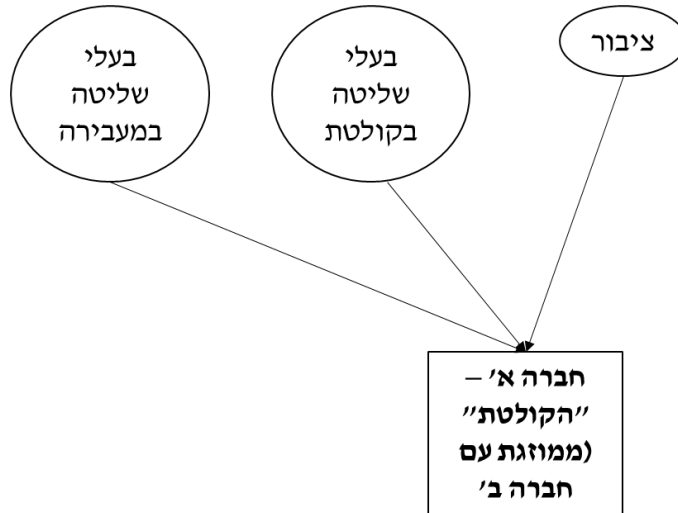 ציבור
בעלי
שליטה
בקולטת
בעלי
שליטה
במעבירה
חברה א׳ –
״הקולטת״
(ממוזגת עם
חברה ב׳